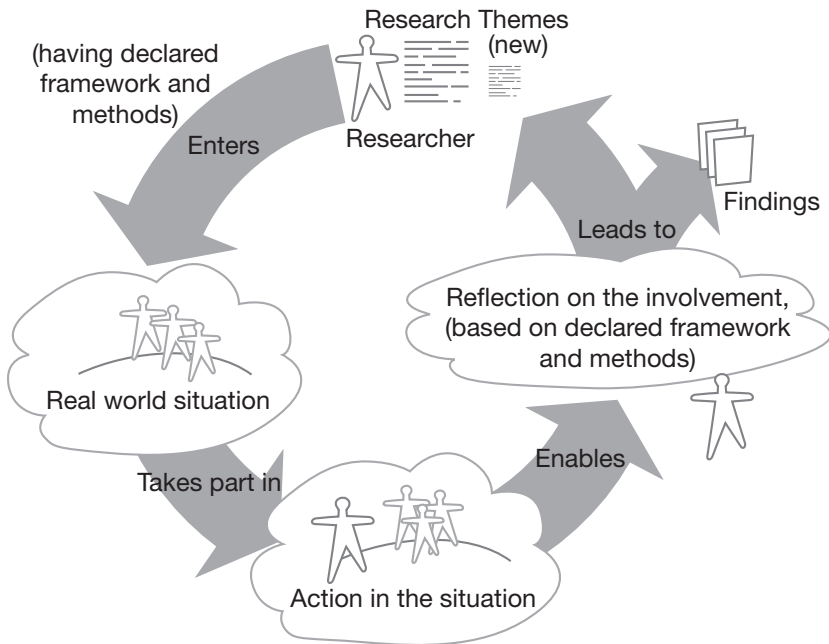 Research Themes
(new)
(having declared
framework and
methods)
Enters
Researcher
Findings
Leads to
Reflection on the involvement,
(based on declared framework
and methods)
Real world situation
Takes part in
Enables
Action in the situation